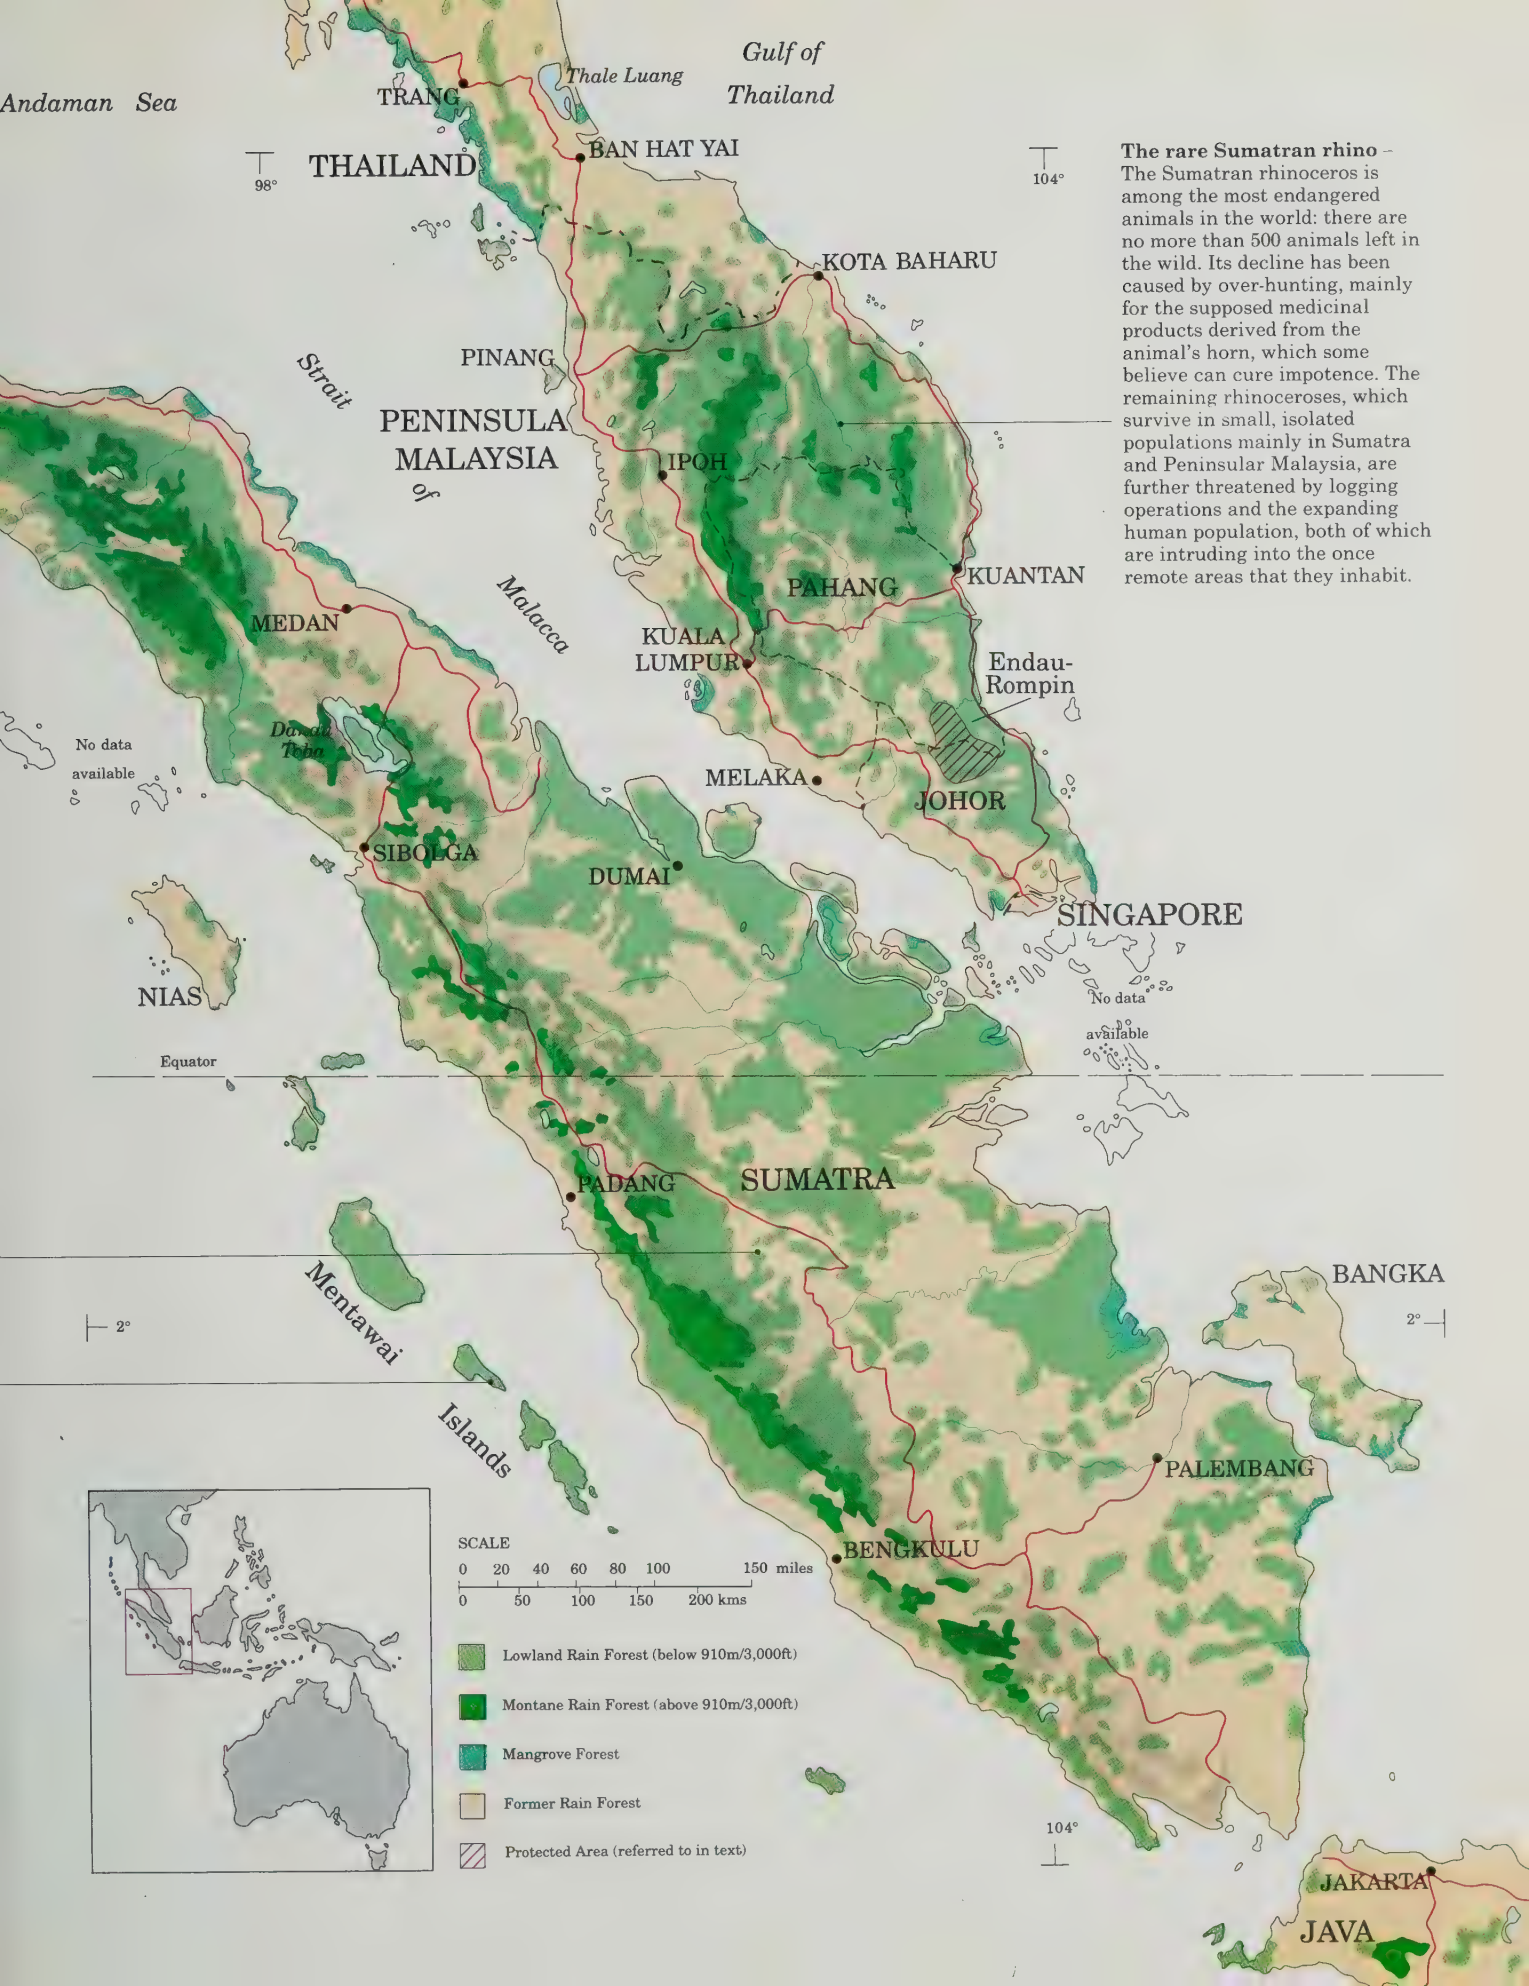 Gulf of
Thailand
Thale Luang
Andaman Sea
TRANG
BAN HAT YAI
THAILAND
98°
104°
The rare Sumatran rhino –
The Sumatran rhinoceros is
among the most endangered
animals in the world: there are
no more than 500 animals left in
the wild. Its decline has been
caused by over-hunting, mainly
for the supposed medicinal
products derived from the
animal's horn, which some
believe can cure impotence. The
remaining rhinoceroses, which
survive in small, isolated
populations mainly in Sumatra
and Peninsular Malaysia, are
further threatened by logging
operations and the expanding
human population, both of which
are intruding into the once
remote areas that they inhabit.
KOTA BAHARU
PINANG
Strait
of
Malacca
PENINSULA
MALAYSIA
IPOH
PAHANG
KUANTAN
MEDAN
KUALA
LUMPUR
Endau-
Rompin
Danau
Toba
No data
available
MELAKA
JOHOR
SIBOLGA
DUMAI
SINGAPORE
NIAS
No data
available
Equator
PADANG
SUMATRA
Mentawai
Islands
BANGKA
2°
2°
PALEMBANG
BENGKULU
SCALE
0 20 40 60 80 100 150 miles
0 50 100 150 200 kms
Lowland Rain Forest (below 910m/3,000ft)
Montane Rain Forest (above 910m/3,000ft)
Mangrove Forest
Former Rain Forest
Protected Area (referred to in text)
104°
JAKARTA
JAVA